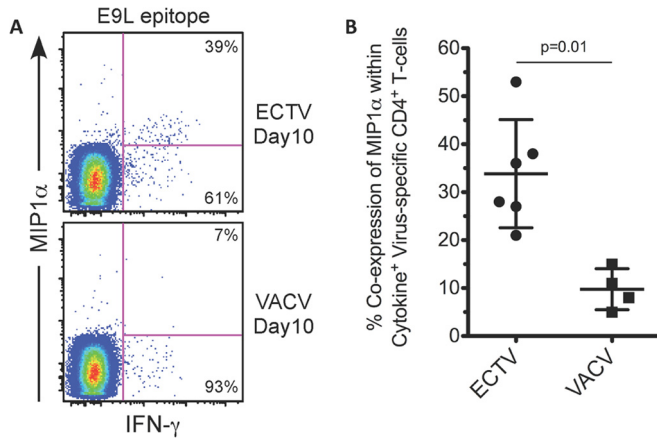 A
E9L epitope
MIP1α
39%
61%
ECTV
Day10
7%
93%
VACV
Day10
IFN-γ
B
% Co-expression of MIP1α within
Cytokine⁺ Virus-specific CD4⁺ T-cells
p=0.01
60
50
40
30
20
10
0
ECTV
VACV